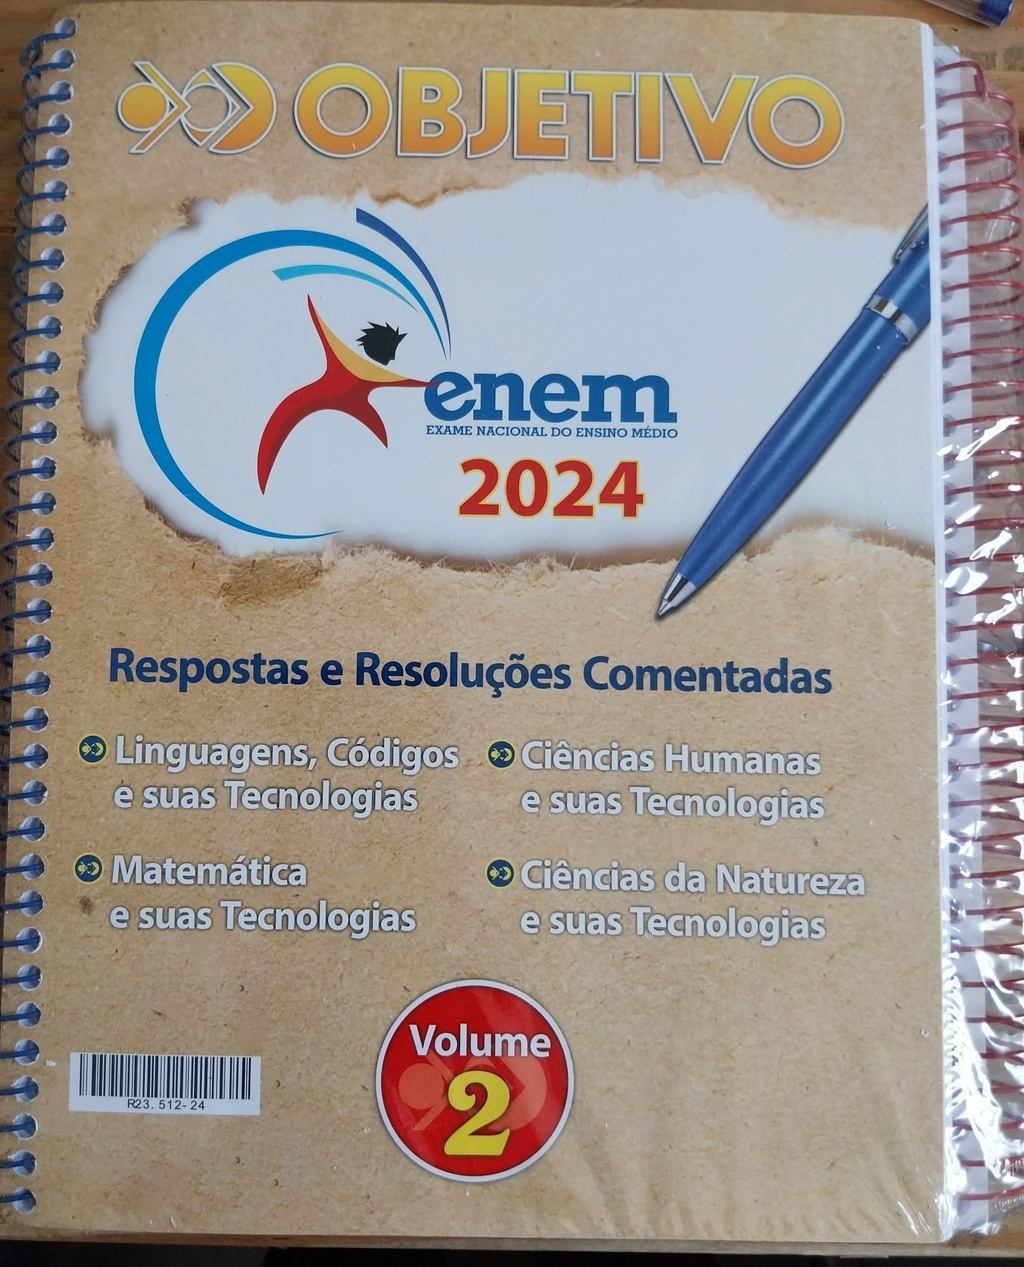 OBJETIVO
enem
EXAME NACIONAL DO ENSINO MÉDIO
2024
Respostas e Resoluções Comentadas
Linguagens, Códigos
e suas Tecnologias
Ciências Humanas
e suas Tecnologias
Matemática
e suas Tecnologias
Ciências da Natureza
e suas Tecnologias
Volume
2
R23. 512-24